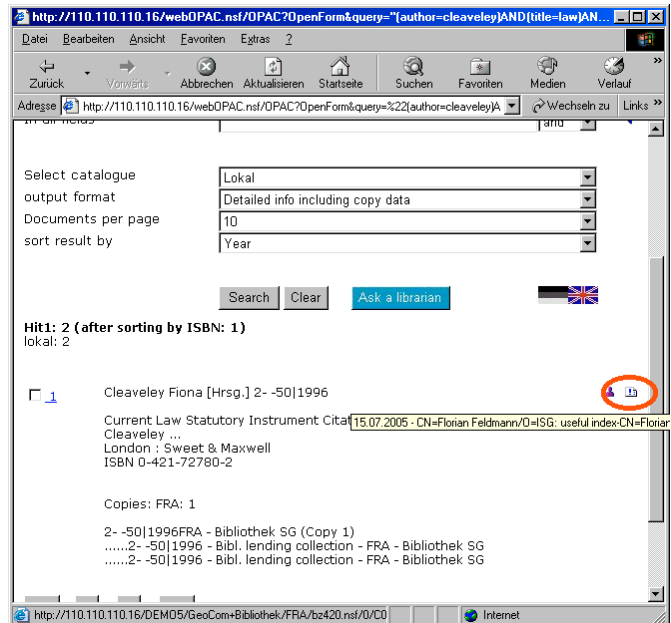 http://110.110.110.16/webOPAC.nsf/OPAC?OpenForm&query="(author=cleaveley)AND(title=law)AN...
Datei Bearbeiten Ansicht Favoriten Extras ?
Zurück Vorwärts Abbrechen Aktualisieren Startseite Suchen Favoriten Medien Verlauf »
Adresse http://110.110.110.16/webOPAC.nsf/OPAC?OpenForm&query=%22(author=cleaveley)A Wechseln zu Links »
In all fields and
Select catalogue Lokal
output format Detailed info including copy data
Documents per page 10
sort result by Year
Search Clear Ask a librarian
Hit1: 2 (after sorting by ISBN: 1)
lokal: 2
1 Cleaveley Fiona [Hrsg.] 2- -50|1996
Current Law Statutory Instrument Citat
15.07.2005 - CN=Florian Feldmann/O=ISG: useful index-CN=Florian
Cleaveley ...
London : Sweet & Maxwell
ISBN 0-421-72780-2
Copies: FRA: 1
2- -50|1996FRA - Bibliothek SG (Copy 1)
......2- -50|1996 - Bibl. lending collection - FRA - Bibliothek SG
......2- -50|1996 - Bibl. lending collection - FRA - Bibliothek SG
http://110.110.110.16/DEMO5/GeoCom+Bibliothek/FRA/bz420.nsf/0/C0 Internet